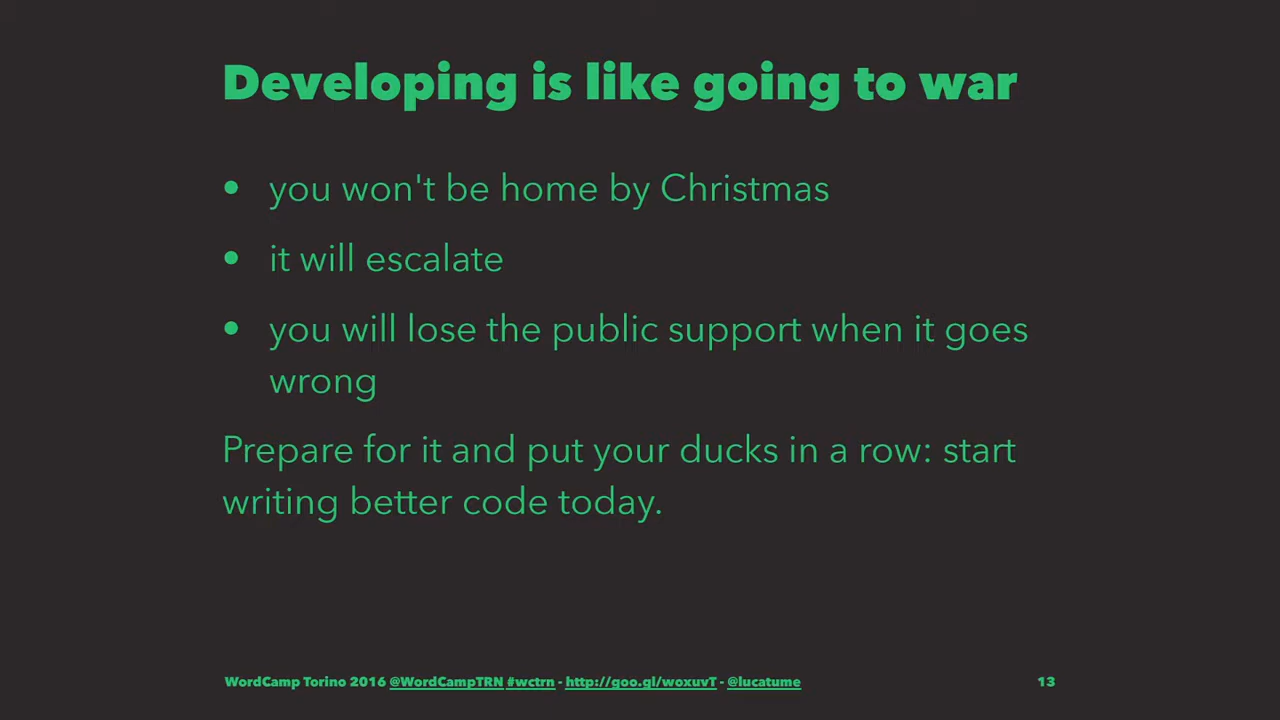 Developing is like going to war
• you won't be home by Christmas
• it will escalate
• you will lose the public support when it goes
wrong
Prepare for it and put your ducks in a row: start
writing better code today.
WordCamp Torino 2016 @WordCampTRN #wctrn - http://goo.gl/woxuvT - @lucatume 13